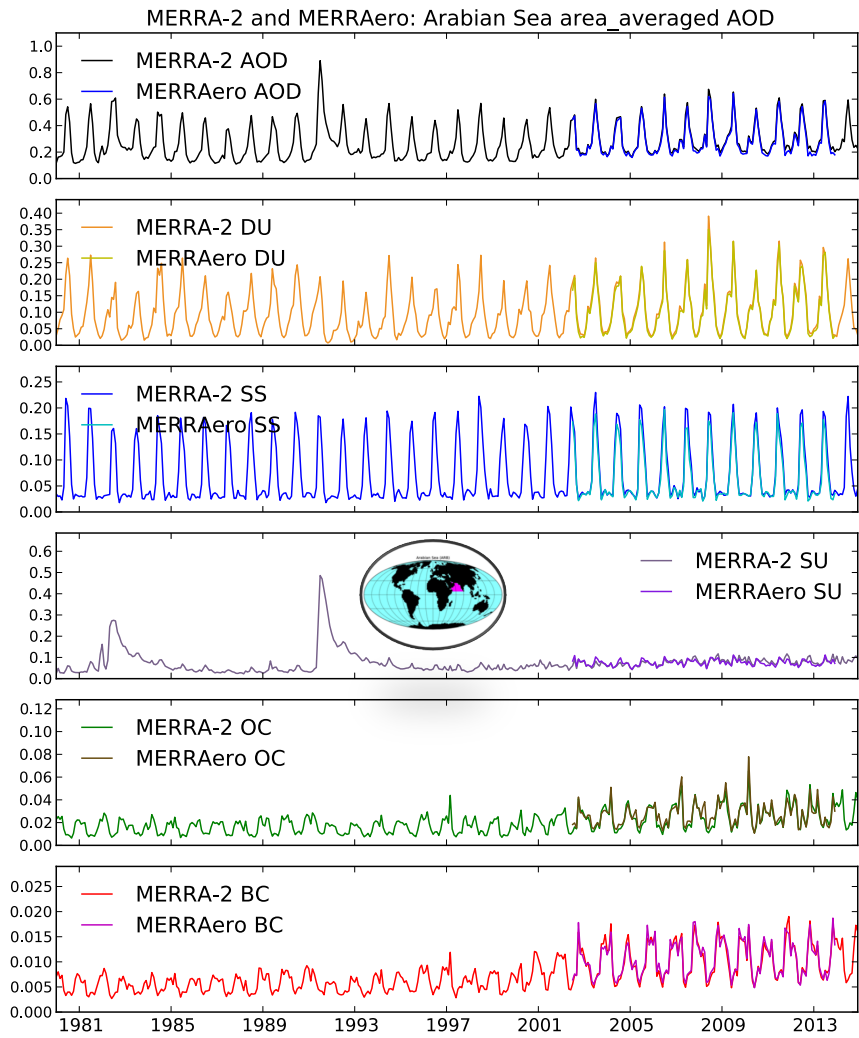 MERRA-2 and MERRAero: Arabian Sea area_averaged AOD
1.0
0.8
0.6
0.4
0.2
0.0
MERRA-2 AOD
MERRAero AOD
0.40
0.35
0.30
0.25
0.20
0.15
0.10
0.05
0.00
MERRA-2 DU
MERRAero DU
0.25
0.20
0.15
0.10
0.05
0.00
MERRA-2 SS
MERRAero SS
0.6
0.5
0.4
0.3
0.2
0.1
0.0
Arabian Sea (ARB)
MERRA-2 SU
MERRAero SU
0.12
0.10
0.08
0.06
0.04
0.02
0.00
MERRA-2 OC
MERRAero OC
0.025
0.020
0.015
0.010
0.005
0.000
MERRA-2 BC
MERRAero BC
1981 1985 1989 1993 1997 2001 2005 2009 2013